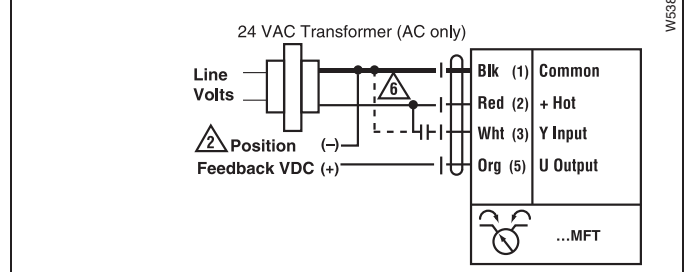 W538
24 VAC Transformer (AC only)
Line
Volts
6
2 Position (–)
Feedback VDC (+)
Blk (1) Common
Red (2) + Hot
Wht (3) Y Input
Org (5) U Output
...MFT